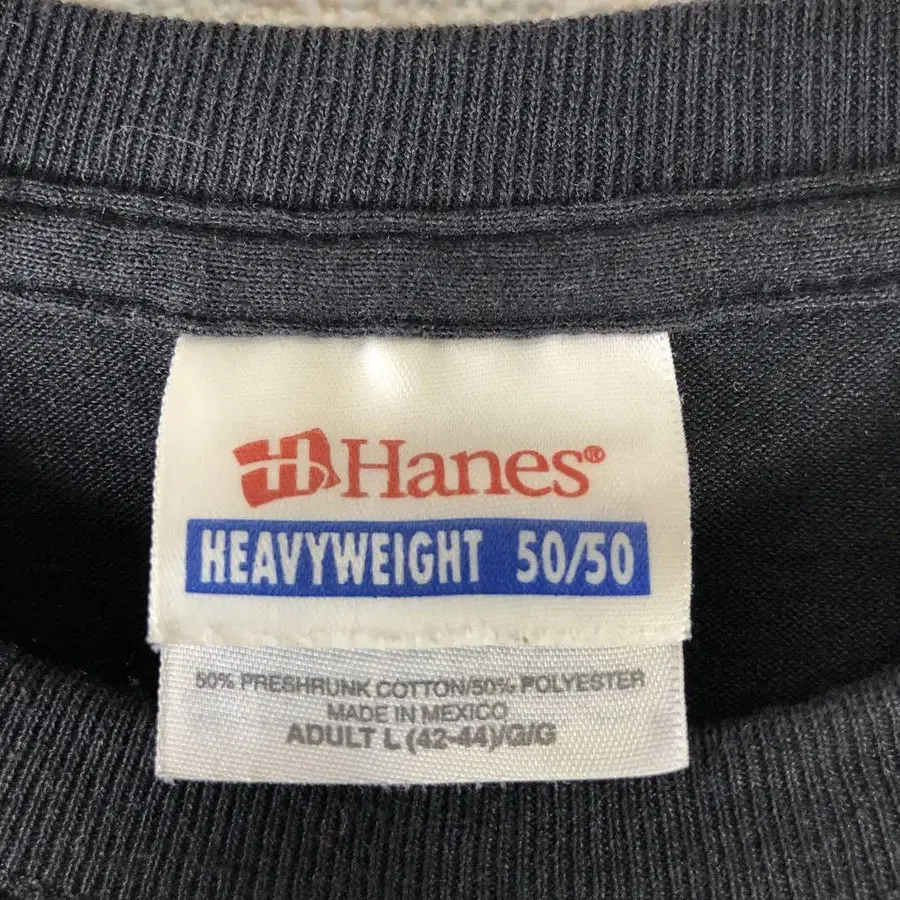 H Hanes®
HEAVYWEIGHT 50/50
50% PRESHRUNK COTTON/50% POLYESTER
MADE IN MEXICO
ADULT L (42-44)/G/G